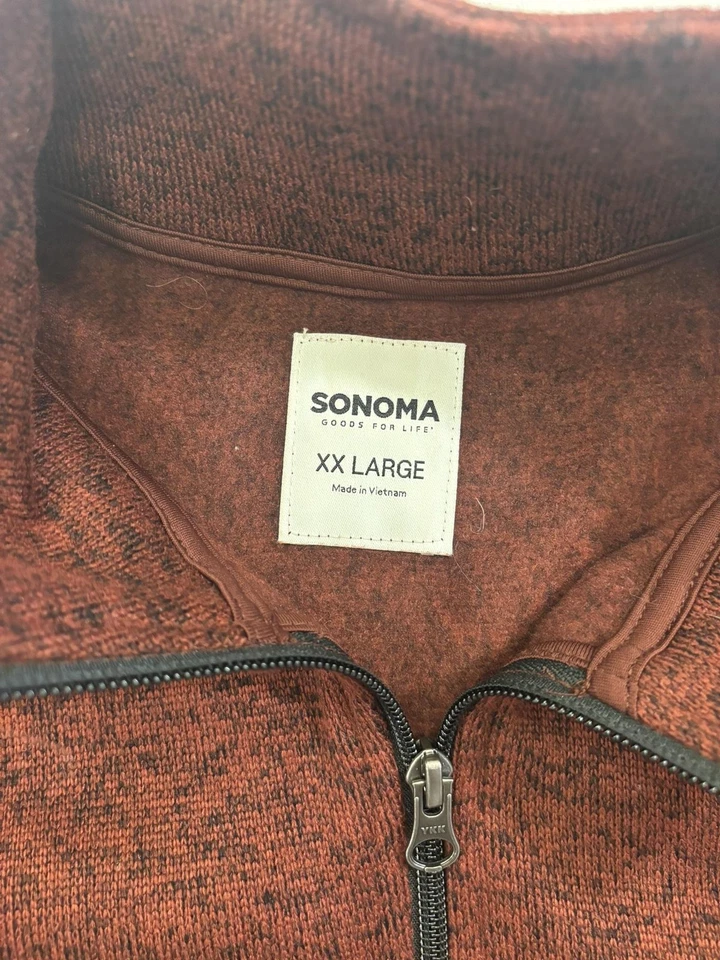 SONOMA
GOODS FOR LIFE®
XX LARGE
Made in Vietnam
YKK